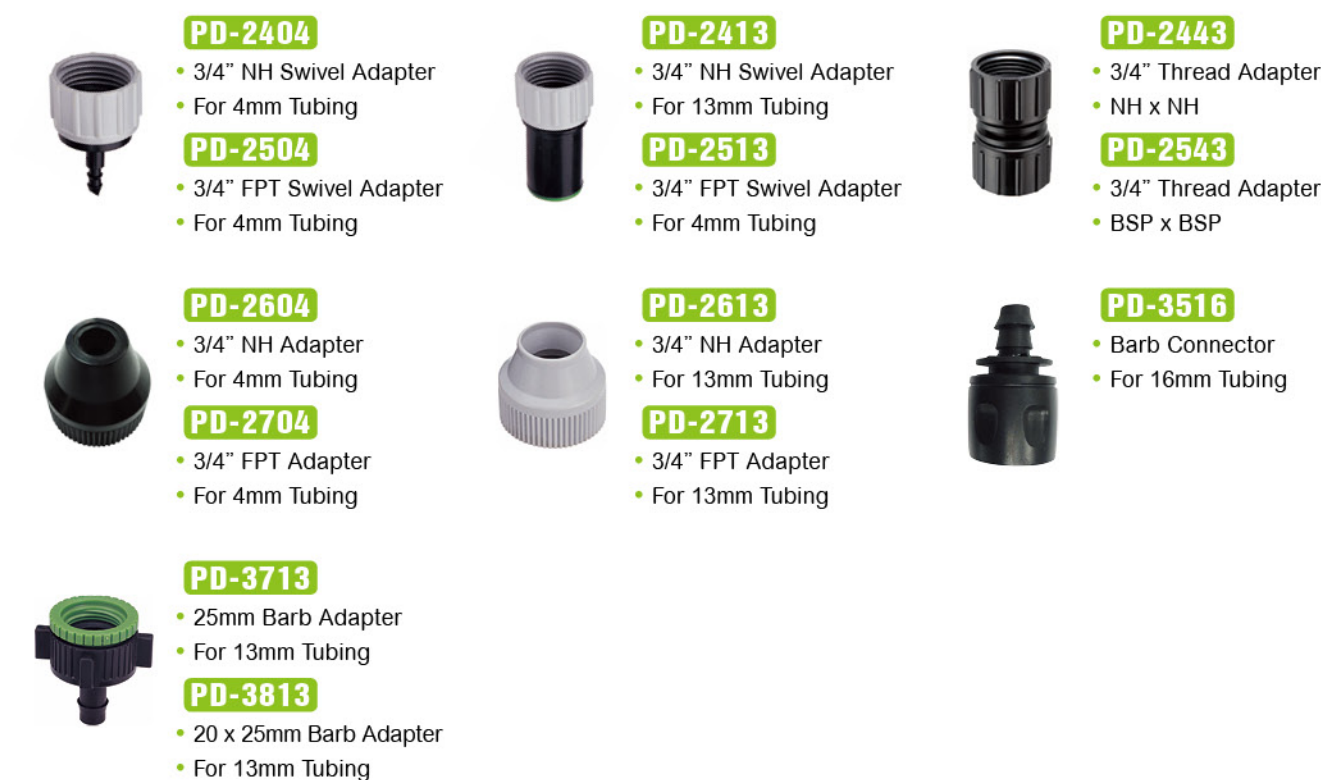 PD-2404
• 3/4” NH Swivel Adapter
• For 4mm Tubing
PD-2504
• 3/4” FPT Swivel Adapter
• For 4mm Tubing
PD-2413
• 3/4” NH Swivel Adapter
• For 13mm Tubing
PD-2513
• 3/4” FPT Swivel Adapter
• For 4mm Tubing
PD-2443
• 3/4” Thread Adapter
• NH x NH
PD-2543
• 3/4” Thread Adapter
• BSP x BSP
PD-2604
• 3/4” NH Adapter
• For 4mm Tubing
PD-2704
• 3/4” FPT Adapter
• For 4mm Tubing
PD-2613
• 3/4” NH Adapter
• For 13mm Tubing
PD-2713
• 3/4” FPT Adapter
• For 13mm Tubing
PD-3516
• Barb Connector
• For 16mm Tubing
PD-3713
• 25mm Barb Adapter
• For 13mm Tubing
PD-3813
• 20 x 25mm Barb Adapter
• For 13mm Tubing